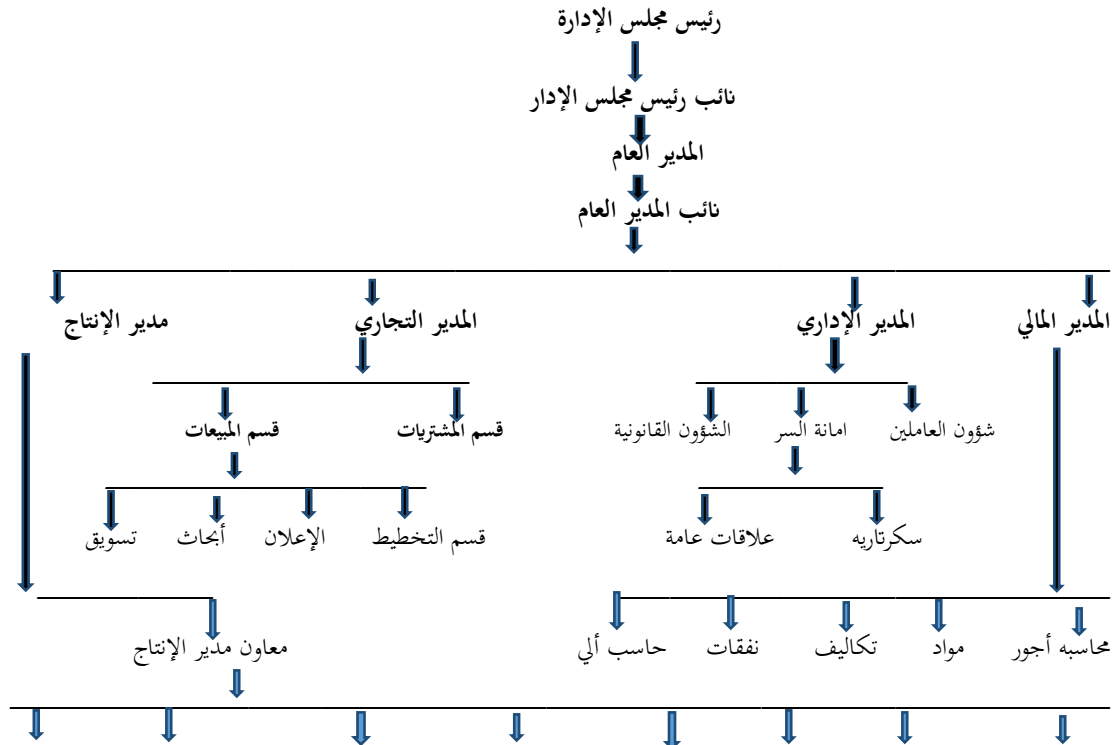 رئيس مجلس الإدارة
نائب رئيس مجلس الإدار
المدير العام
نائب المدير العام
المدير المالي المدير الإداري المدير التجاري مدير الإنتاج
شؤون العاملين امانة السر الشؤون القانونية قسم المشتريات قسم المبيعات
سكرتاريه علاقات عامة قسم التخطيط الإعلان أبحاث تسويق
محاسبه أجور مواد تكاليف نفقات حاسب ألي معاون مدير الإنتاج